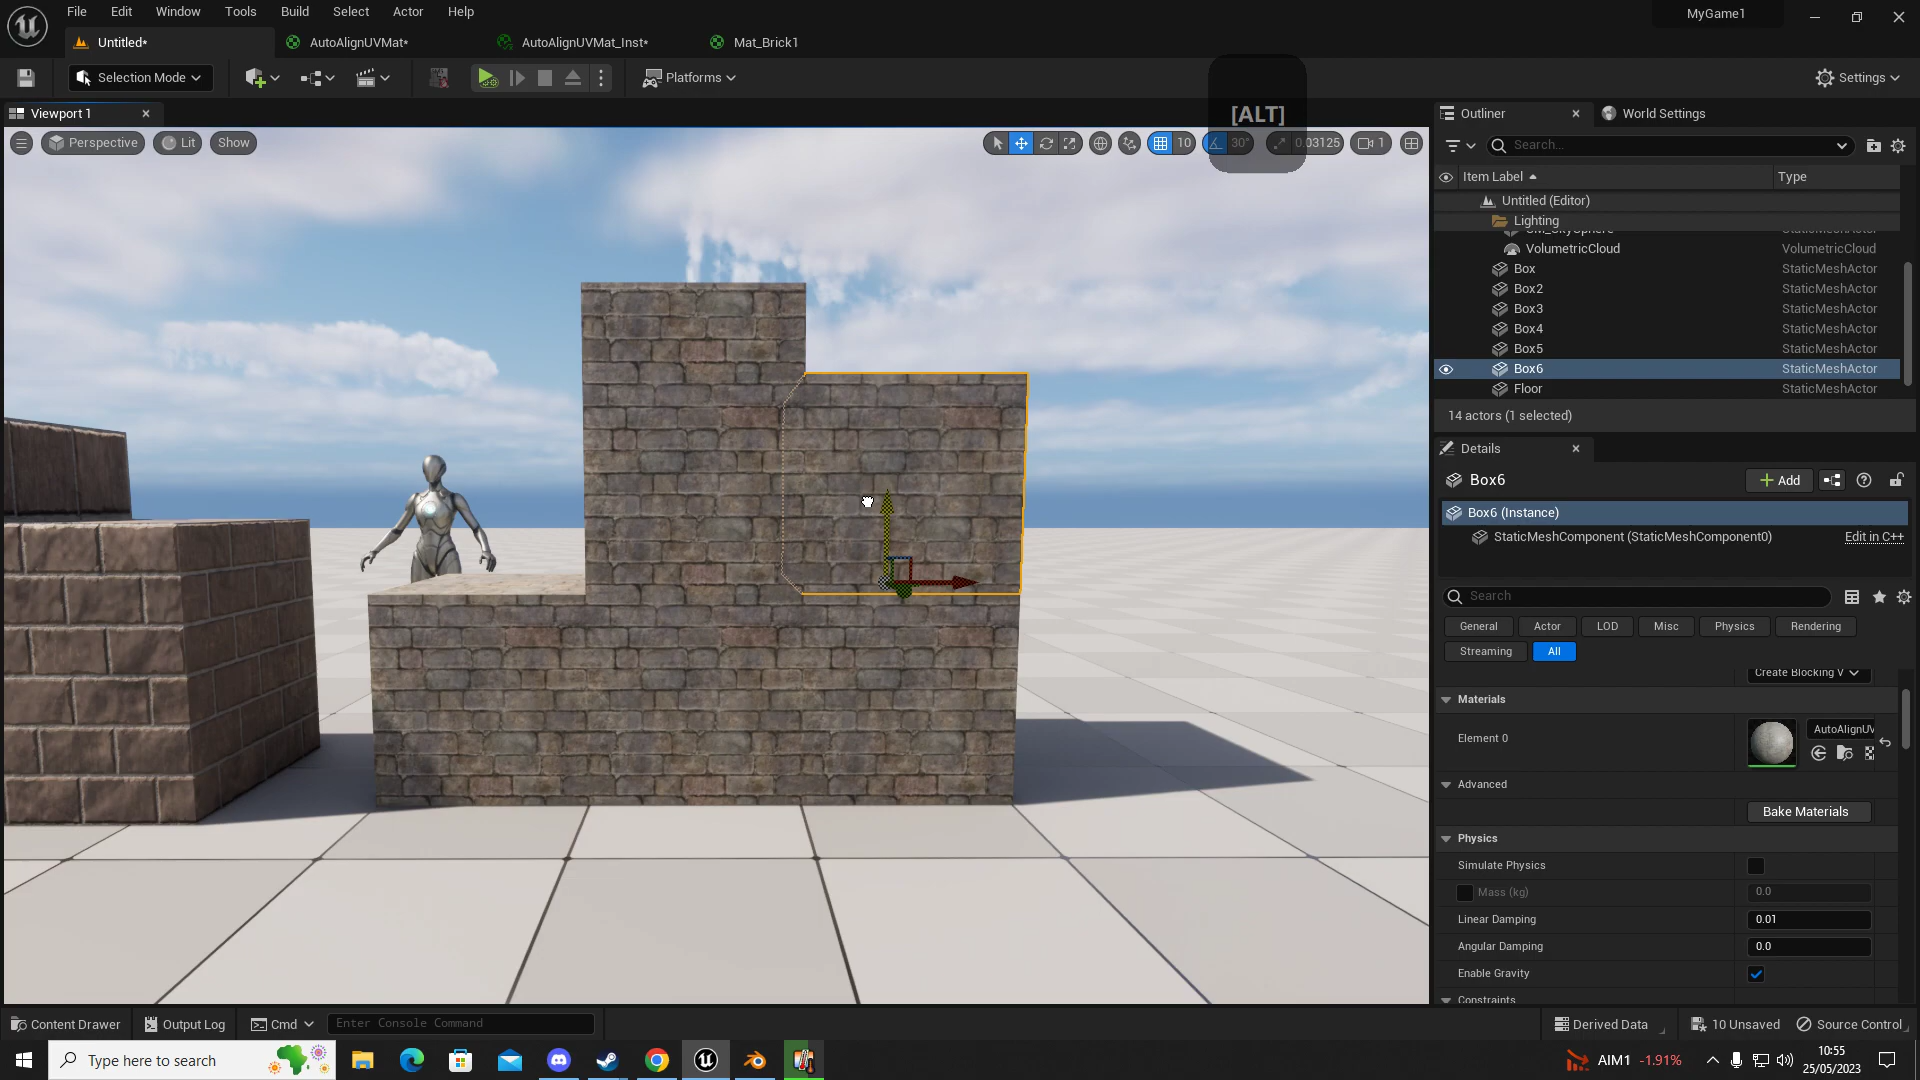 File Edit Window Tools Build Select Actor Help
MyGame1
Untitled* AutoAlignUVMat* AutoAlignUVMat_Inst* Mat_Brick1
Selection Mode Platforms Settings
[ALT]
Viewport 1
Perspective Lit Show 10 30° 0.03125 1
Outliner World Settings
Search...
Item Label Type
Untitled (Editor)
Lighting
SM_SkySphere StaticMeshActor
VolumetricCloud VolumetricCloud
Box StaticMeshActor
Box2 StaticMeshActor
Box3 StaticMeshActor
Box4 StaticMeshActor
Box5 StaticMeshActor
Box6 StaticMeshActor
Floor StaticMeshActor
14 actors (1 selected)
Details
Box6 Add
Box6 (Instance)
StaticMeshComponent (StaticMeshComponent0) Edit in C++
Search
General Actor LOD Misc Physics Rendering
Streaming All
Create Blocking V
Materials
Element 0 AutoAlignUV
Advanced
Bake Materials
Physics
Simulate Physics
Mass (kg) 0.0
Linear Damping 0.01
Angular Damping 0.0
Enable Gravity
Constraints
Content Drawer Output Log Cmd Enter Console Command Derived Data 10 Unsaved Source Control
Type here to search AIM1 -1.91% 10:55
25/05/2023